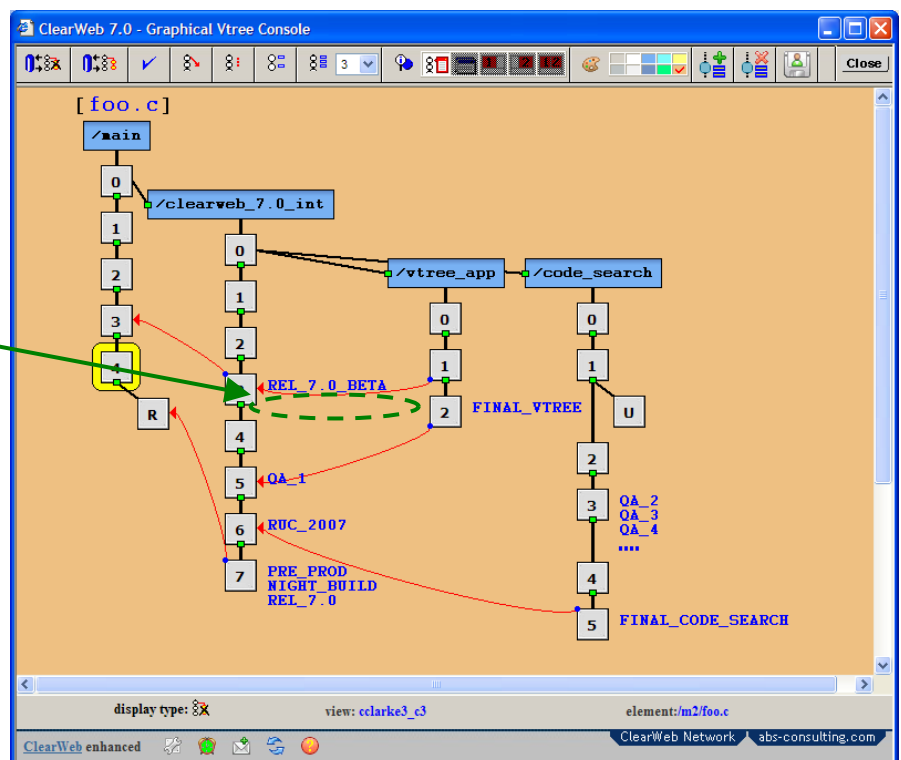 ClearWeb 7.0 - Graphical Vtree Console
3
Close
[foo.c]
/main
0
/clearweb_7.0_int
1
0
/vtree_app
/code_search
2
1
3
0
0
2
1
1
4
REL_7.0_BETA
R
2
FINAL_VTREE
U
4
2
5
QA_1
3
QA_2
QA_3
QA_4
....
6
RUC_2007
7
PRE_PROD
NIGHT_BUILD
REL_7.0
4
5
FINAL_CODE_SEARCH
display type:
view: cclarke3_c3
element:/m2/foo.c
ClearWeb enhanced
ClearWeb Network
abs-consulting.com